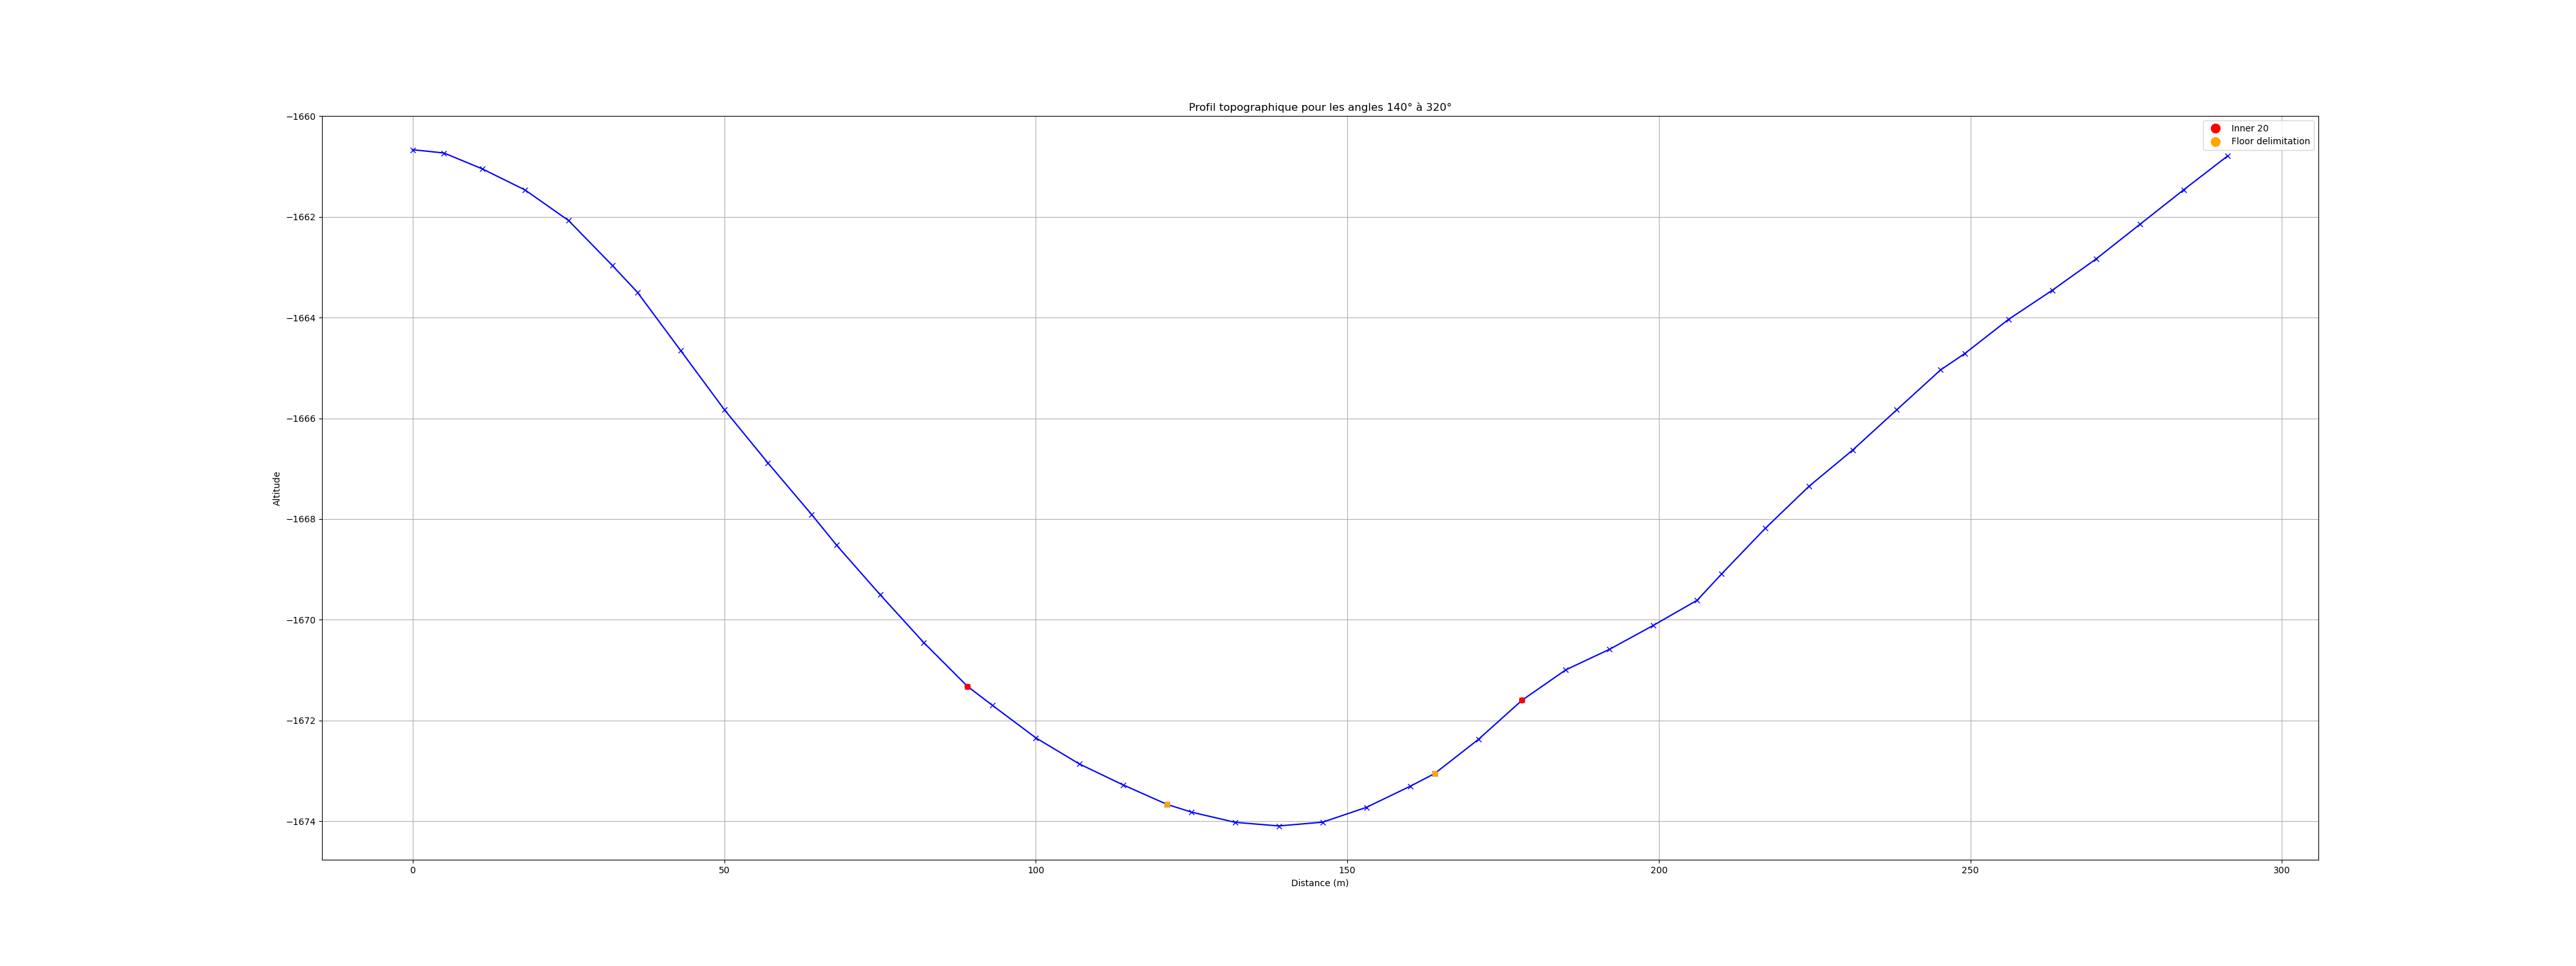 Profil topographique pour les angles 140° à 320°
Inner 20
Floor delimitation
Altitude
−1660
−1662
−1664
−1666
−1668
−1670
−1672
−1674
0 50 100 150 200 250 300
Distance (m)